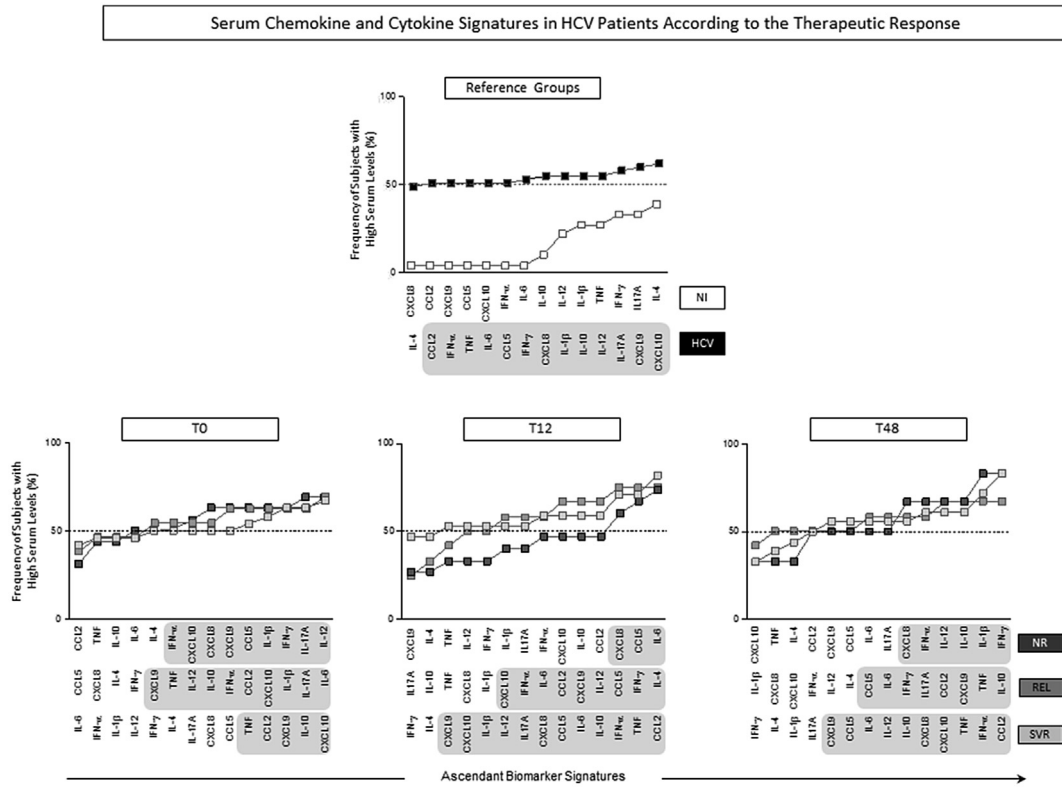 Serum Chemokine and Cytokine Signatures in HCV Patients According to the Therapeutic Response
Reference Groups
Frequency of Subjects with
High Serum Levels (%)
100
50
0
CXCL8 CCL2 CXCL9 CCL5 CXCL10 IFN-α IL-6 IL-10 IL-12 IL-1β TNF IFN-γ IL17A IL-4
NI
IL-4 CCL2 IFN-α TNF IL-6 CCL5 IFN-γ CXCL8 IL-1β IL-10 IL-12 IL-17A CXCL9 CXCL10
HCV
T0
T12
T48
Frequency of Subjects with
High Serum Levels (%)
100
50
0
100
50
0
100
50
0
CCL2 TNF IL-10 IL-6 IL-4 IFN-α CXCL10 CXCL8 CXCL9 CCL5 IL-1β IFN-γ IL-17A IL-12
CXCL9 IL-4 TNF IL-12 IFN-γ IL-1β IL17A IFN-α CXCL10 IL-10 CCL2 CXCL8 CCL5 IL-6
CXCL10 TNF IL-4 CCL2 CXCL9 CCL5 IL-6 IL17A CXCL8 IFN-α IL-12 IL-10 IL-1β IFN-γ
NR
CCL5 CXCL8 IL-4 IFN-γ CXCL9 TNF IL-12 IL-10 IFN-α CCL2 CXCL10 IL-1β IL-17A IL-6
IL17A IL-10 TNF CXCL8 IL-1β CXCL10 IFN-α IL-6 CCL2 CXCL9 IL-12 CCL5 IFN-γ IL-4
IL-1β CXCL8 CXCL10 IFN-α IL-12 IL-4 CCL5 IL-6 IFN-γ IL17A CCL2 CXCL9 TNF IL-10
REL
IL-6 IFN-α IL-1β IL-12 IFN-γ IL-4 IL-17A CXCL8 CCL5 TNF CCL2 CXCL9 IL-10 CXCL10
IFN-γ IL-4 CXCL9 CXCL10 IL-1β IL-12 IL17A CXCL8 CCL5 IL-6 IL-10 IFN-α TNF CCL2
IFN-γ IL-4 IL-1β IL17A CXCL9 CCL5 IL-6 IL-12 IL-10 CXCL8 CXCL10 TNF IFN-α CCL2
SVR
Ascendant Biomarker Signatures